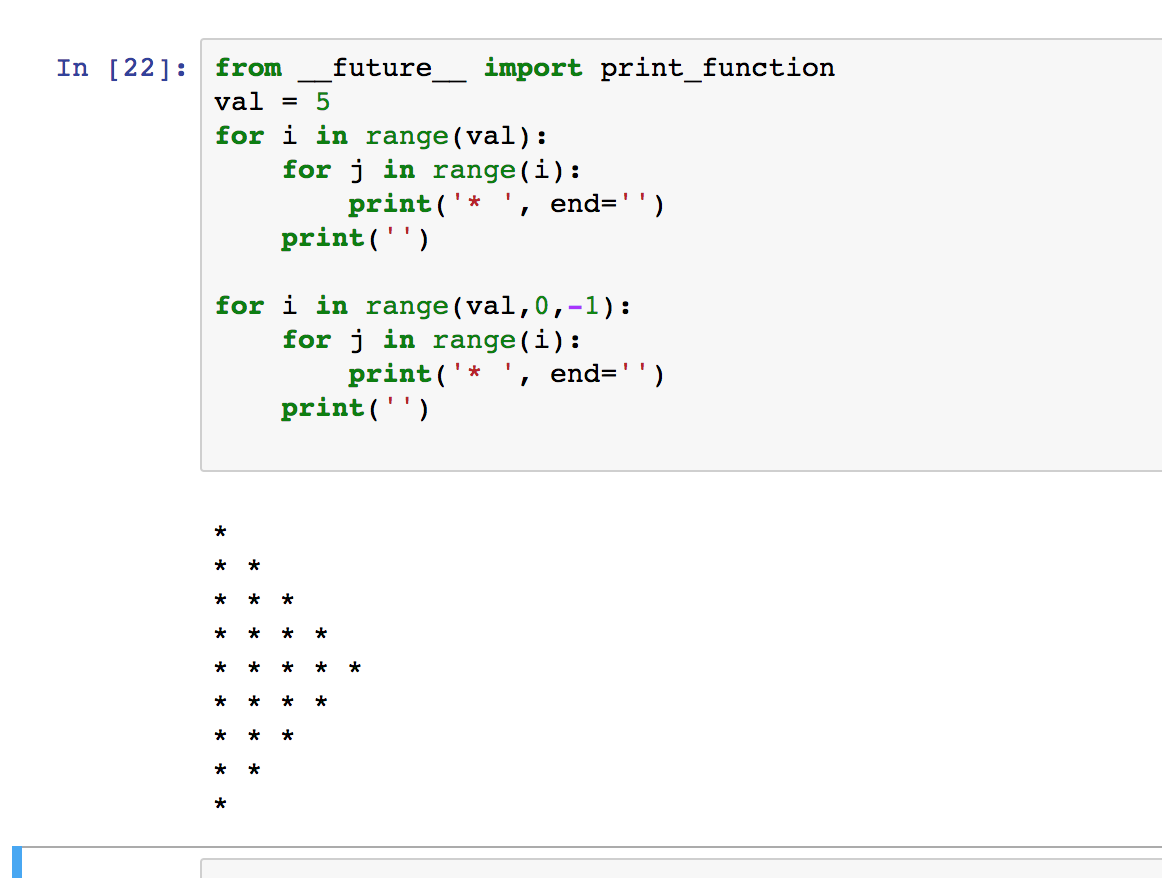 In [22]: from __future__ import print_function
val = 5
for i in range(val):
    for j in range(i):
        print('* ', end='')
    print('')

for i in range(val,0,-1):
    for j in range(i):
        print('* ', end='')
    print('')

*
* *
* * *
* * * *
* * * * *
* * * *
* * *
* *
*